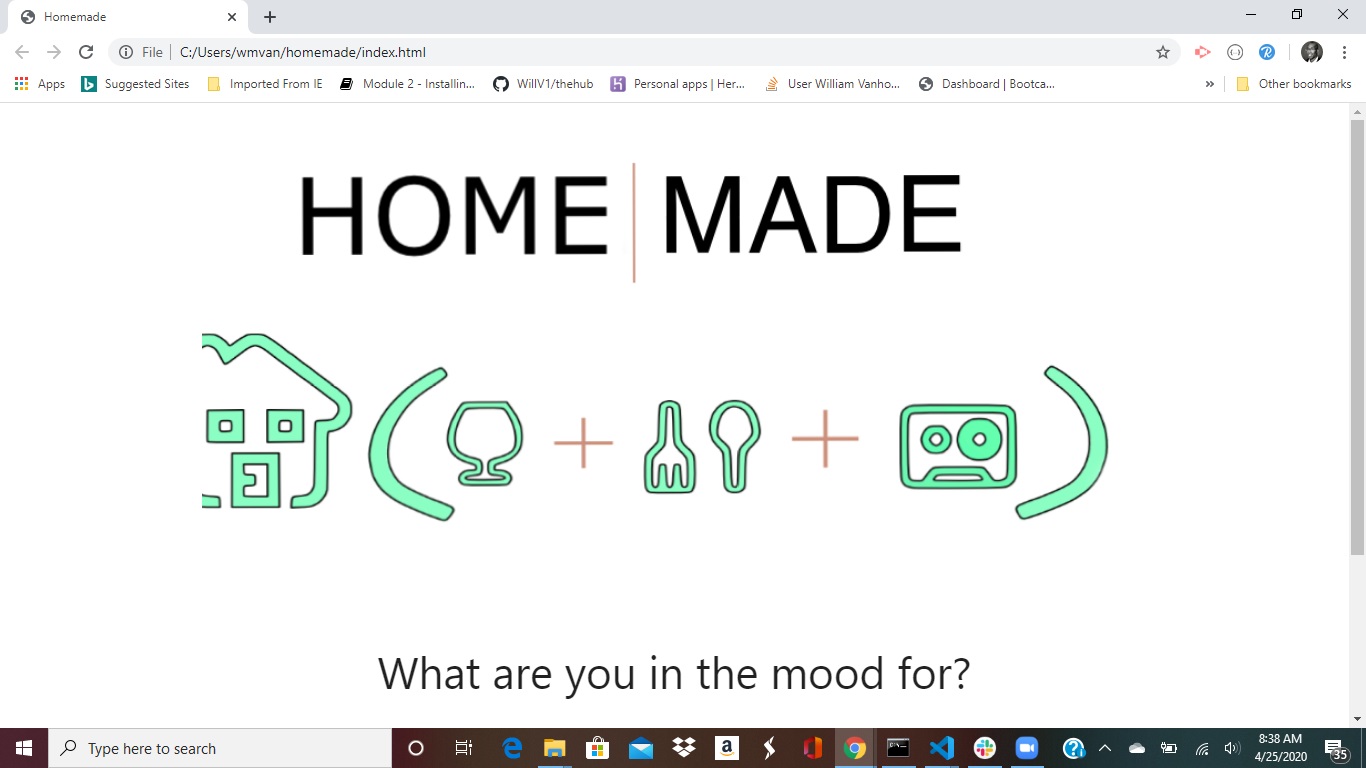 Homemade
File C:/Users/wmvan/homemade/index.html
Apps Suggested Sites Imported From IE Module 2 - Installin... WillV1/thehub Personal apps | Her... User William Vanho... Dashboard | Bootca... » Other bookmarks
HOME MADE
What are you in the mood for?
Type here to search
8:38 AM
4/25/2020
35